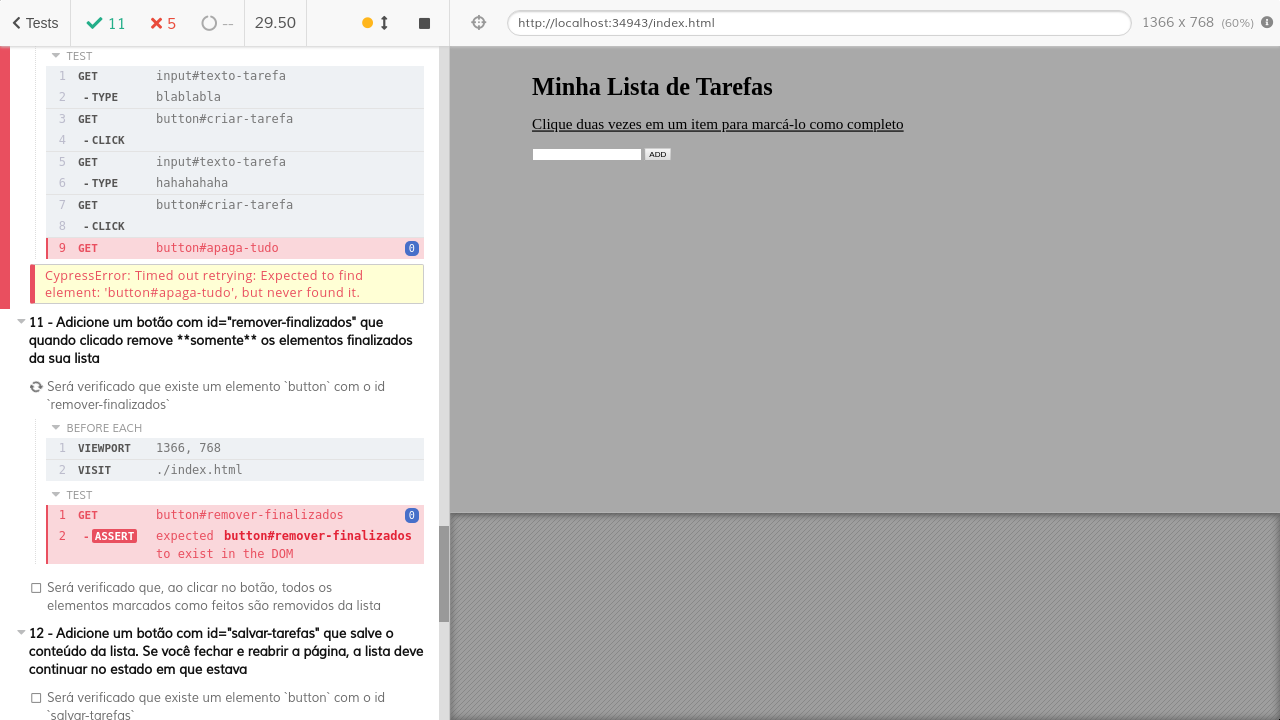 Tests 11 5 -- 29.50 http://localhost:34943/index.html 1366 x 768 (60%)
TEST
1 GET input#texto-tarefa
2 - TYPE blablabla
3 GET button#criar-tarefa
4 - CLICK
5 GET input#texto-tarefa
6 - TYPE hahahahaha
7 GET button#criar-tarefa
8 - CLICK
9 GET button#apaga-tudo 0
CypressError: Timed out retrying: Expected to find
element: 'button#apaga-tudo', but never found it.
11 - Adicione um botão com id="remover-finalizados" que
quando clicado remove **somente** os elementos finalizados
da sua lista
Será verificado que existe um elemento `button` com o id
`remover-finalizados`
BEFORE EACH
1 VIEWPORT 1366, 768
2 VISIT ./index.html
TEST
1 GET button#remover-finalizados 0
2 - ASSERT expected button#remover-finalizados
to exist in the DOM
Será verificado que, ao clicar no botão, todos os
elementos marcados como feitos são removidos da lista
12 - Adicione um botão com id="salvar-tarefas" que salve o
conteúdo da lista. Se você fechar e reabrir a página, a lista deve
continuar no estado em que estava
Será verificado que existe um elemento `button` com o id
`salvar-tarefas`
Minha Lista de Tarefas
Clique duas vezes em um item para marcá-lo como completo
ADD